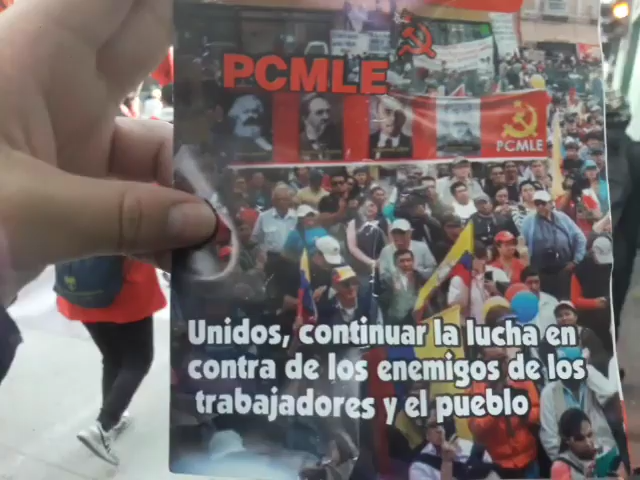 PCMLE
PCMLE
Unidos, continuar la lucha en
contra de los enemigos de los
trabajadores y el pueblo